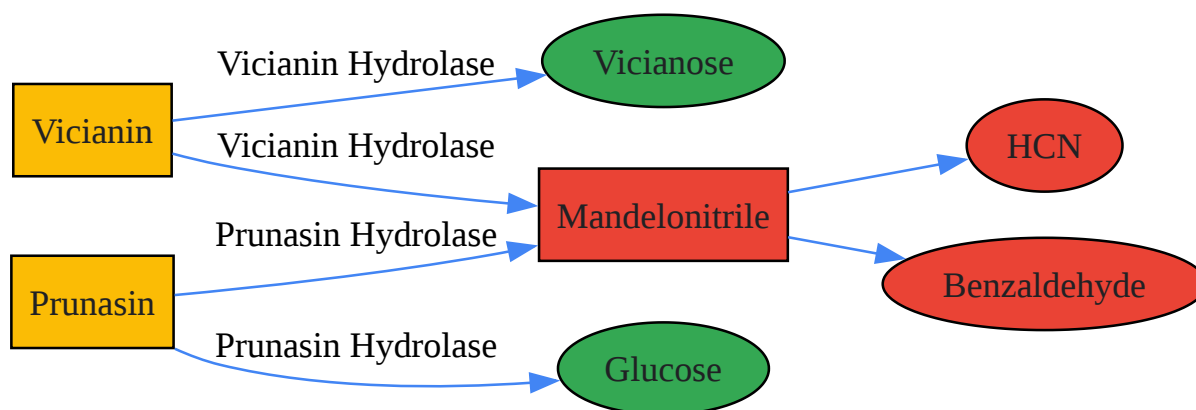 Vicianin Hydrolase
Vicianose
Vicianin
Vicianin Hydrolase
HCN
Mandelonitrile
Prunasin Hydrolase
Benzaldehyde
Prunasin
Prunasin Hydrolase
Glucose